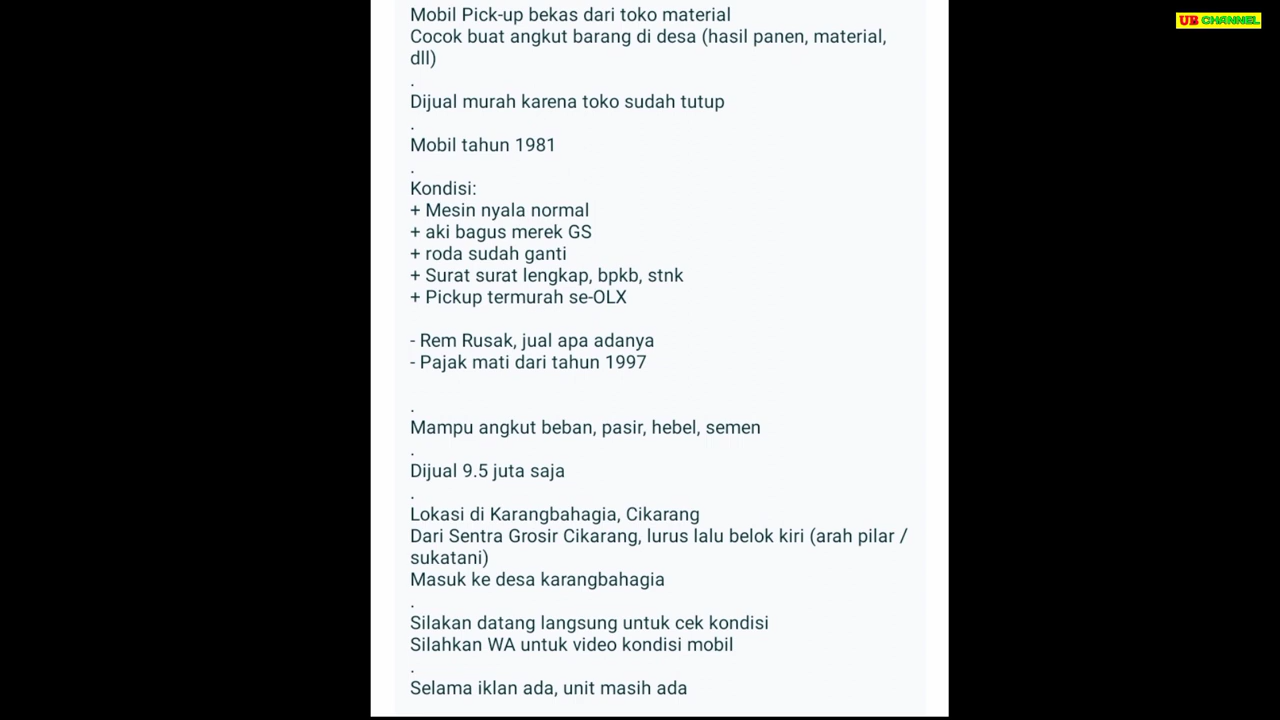 UB CHANNEL
Mobil Pick-up bekas dari toko material
Cocok buat angkut barang di desa (hasil panen, material,
dll)
.
Dijual murah karena toko sudah tutup
.
Mobil tahun 1981
.
Kondisi:
+ Mesin nyala normal
+ aki bagus merek GS
+ roda sudah ganti
+ Surat surat lengkap, bpkb, stnk
+ Pickup termurah se-OLX
- Rem Rusak, jual apa adanya
- Pajak mati dari tahun 1997
.
Mampu angkut beban, pasir, hebel, semen
.
Dijual 9.5 juta saja
.
Lokasi di Karangbahagia, Cikarang
Dari Sentra Grosir Cikarang, lurus lalu belok kiri (arah pilar /
sukatani)
Masuk ke desa karangbahagia
.
Silakan datang langsung untuk cek kondisi
Silahkan WA untuk video kondisi mobil
.
Selama iklan ada, unit masih ada